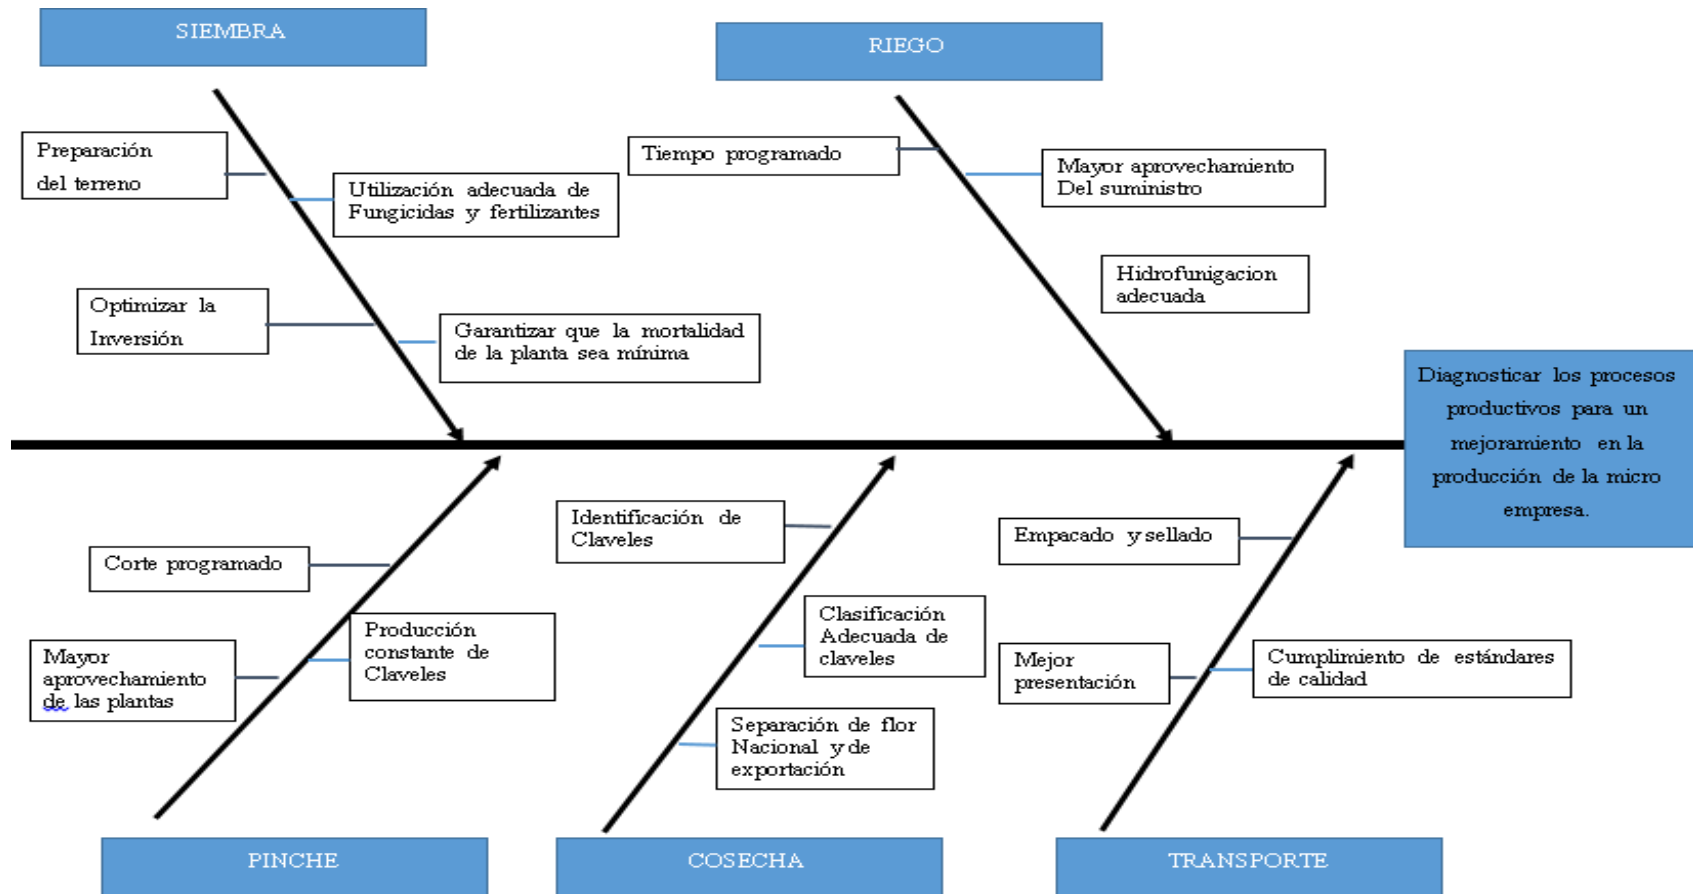 SIEMBRA
RIEGO
Preparación
del terreno
Utilización adecuada de
Fungicidas y fertilizantes
Optimizar la
Inversión
Garantizar que la mortalidad
de la planta sea mínima
Tiempo programado
Mayor aprovechamiento
Del suministro
Hidrofunigacion
adecuada
Diagnosticar los procesos
productivos para un
mejoramiento en la
producción de la micro
empresa.
Corte programado
Mayor
aprovechamiento
de las plantas
Producción
constante de
Claveles
Identificación de
Claveles
Clasificación
Adecuada de
claveles
Separación de flor
Nacional y de
exportación
Empacado y sellado
Mejor
presentación
Cumplimiento de estándares
de calidad
PINCHE
COSECHA
TRANSPORTE